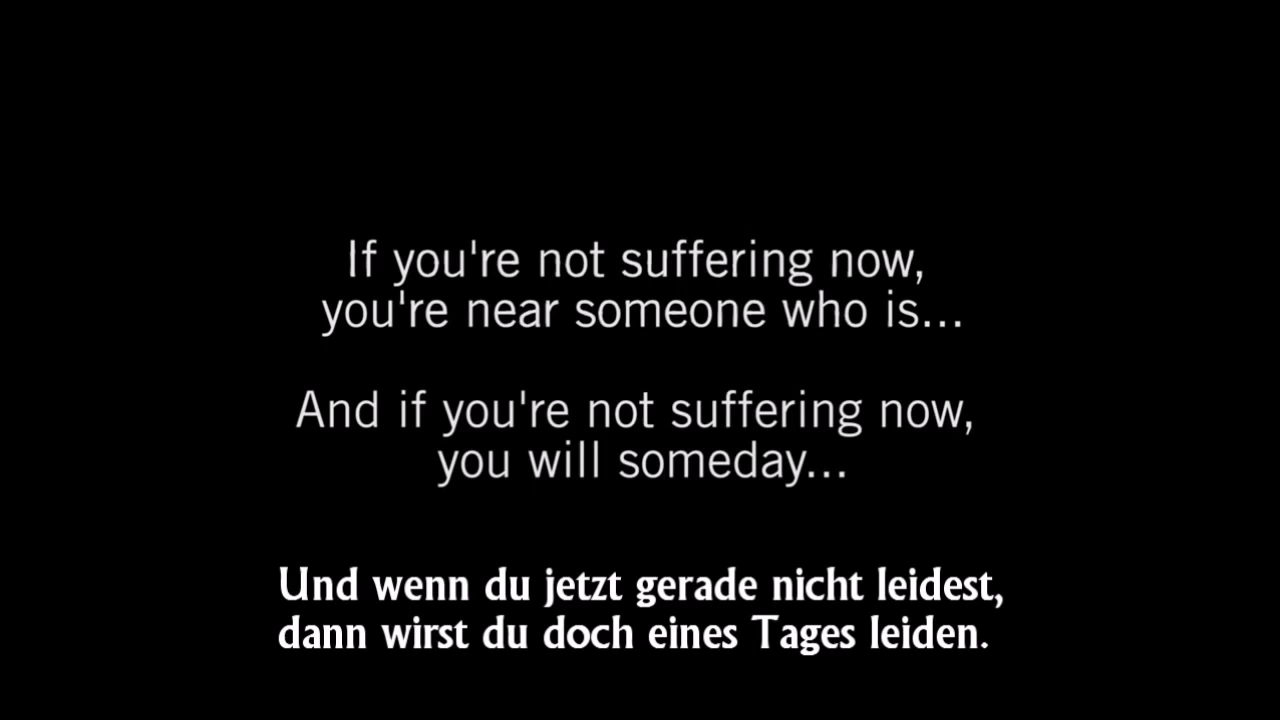 If you're not suffering now,
you're near someone who is...
And if you're not suffering now,
you will someday...
Und wenn du jetzt gerade nicht leidest,
dann wirst du doch eines Tages leiden.